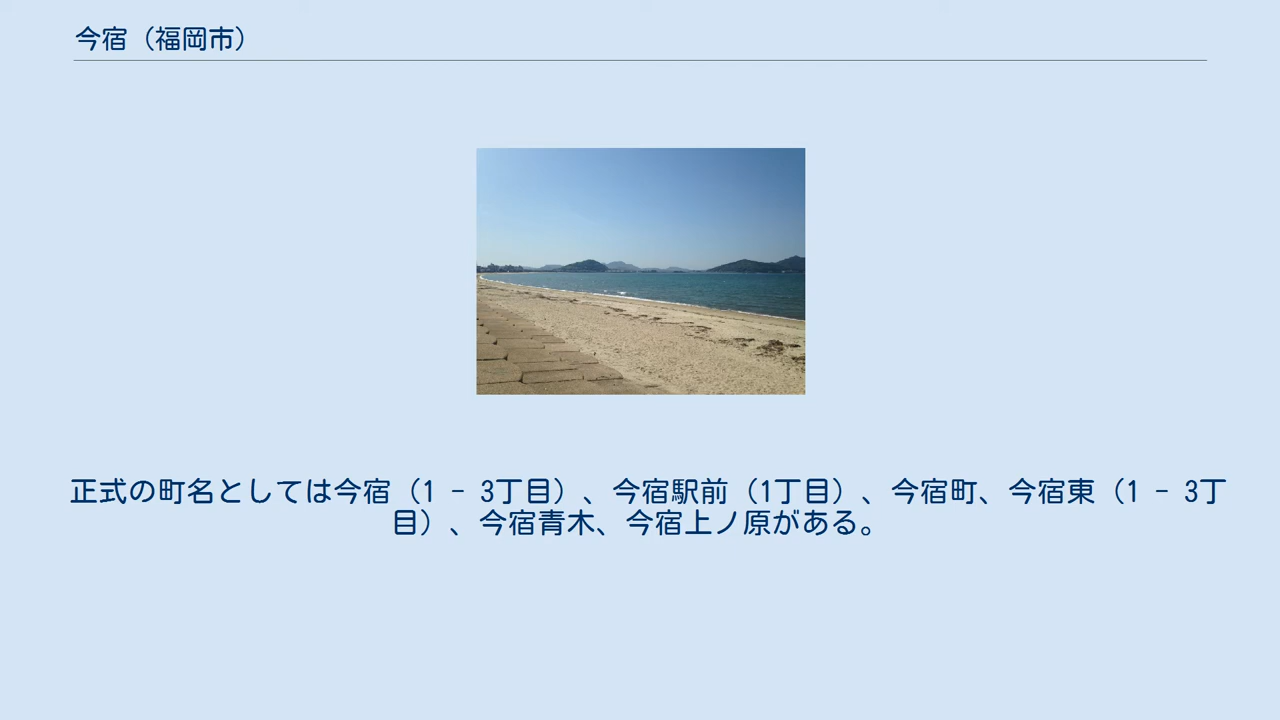 今宿（福岡市）
正式の町名としては今宿（1 - 3丁目）、今宿駅前（1丁目）、今宿町、今宿東（1 - 3丁
目）、今宿青木、今宿上ノ原がある。